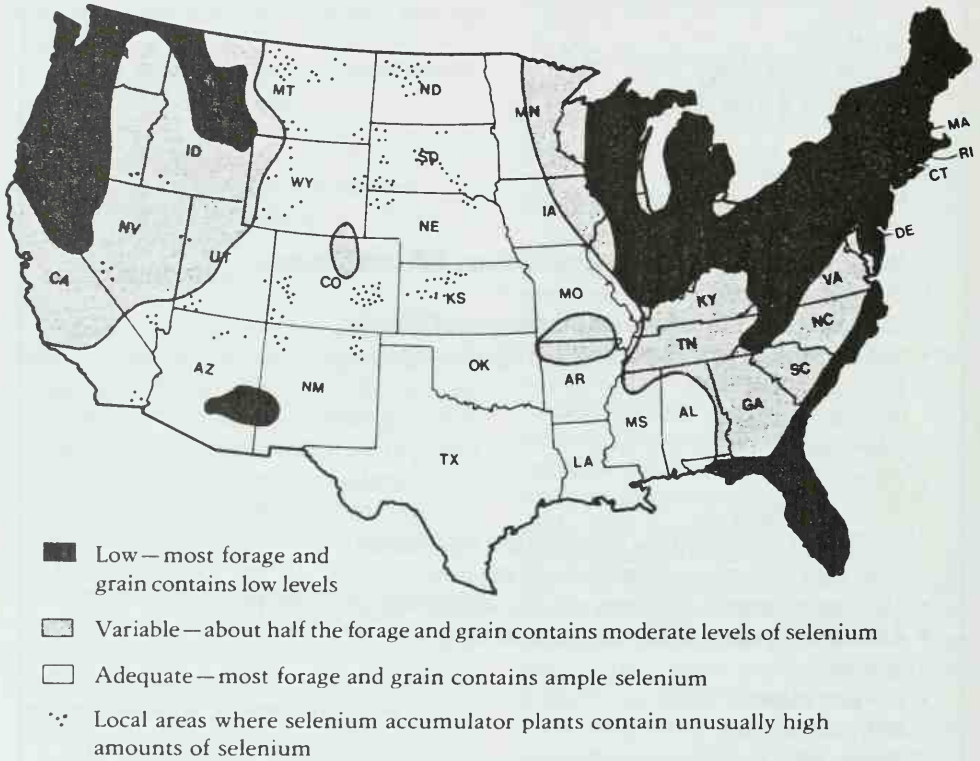 MT
ND
MN
MA
RI
CT
ID
WY
SD
IA
NE
DE
NV
UT
CA
CO
KS
MO
KY
VA
NC
TN
SC
AZ
NM
OK
AR
MS
AL
GA
TX
LA
Low—most forage and
grain contains low levels
Variable—about half the forage and grain contains moderate levels of selenium
Adequate—most forage and grain contains ample selenium
Local areas where selenium accumulator plants contain unusually high
amounts of selenium